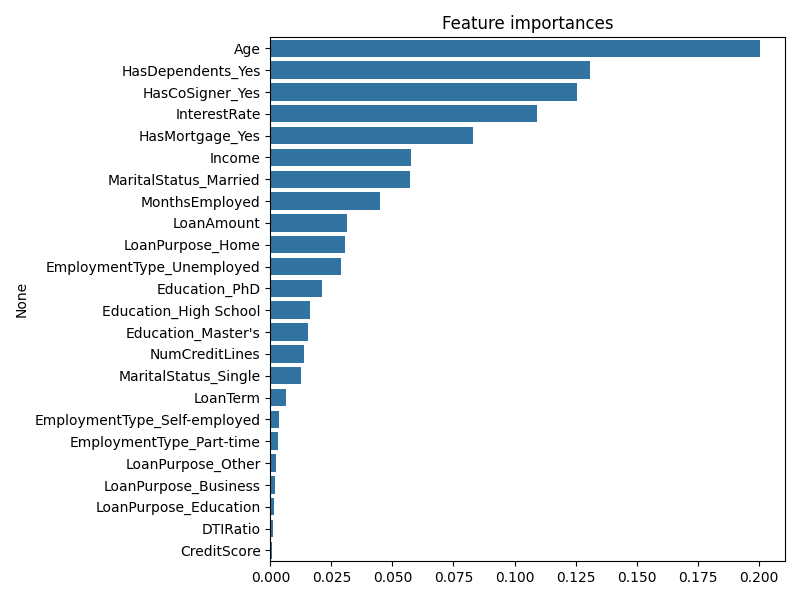 Feature importances
Age
HasDependents_Yes
HasCoSigner_Yes
InterestRate
HasMortgage_Yes
Income
MaritalStatus_Married
MonthsEmployed
LoanAmount
LoanPurpose_Home
EmploymentType_Unemployed
Education_PhD
Education_High School
Education_Master's
NumCreditLines
MaritalStatus_Single
LoanTerm
EmploymentType_Self-employed
EmploymentType_Part-time
LoanPurpose_Other
LoanPurpose_Business
LoanPurpose_Education
DTIRatio
CreditScore
None
0.000 0.025 0.050 0.075 0.100 0.125 0.150 0.175 0.200